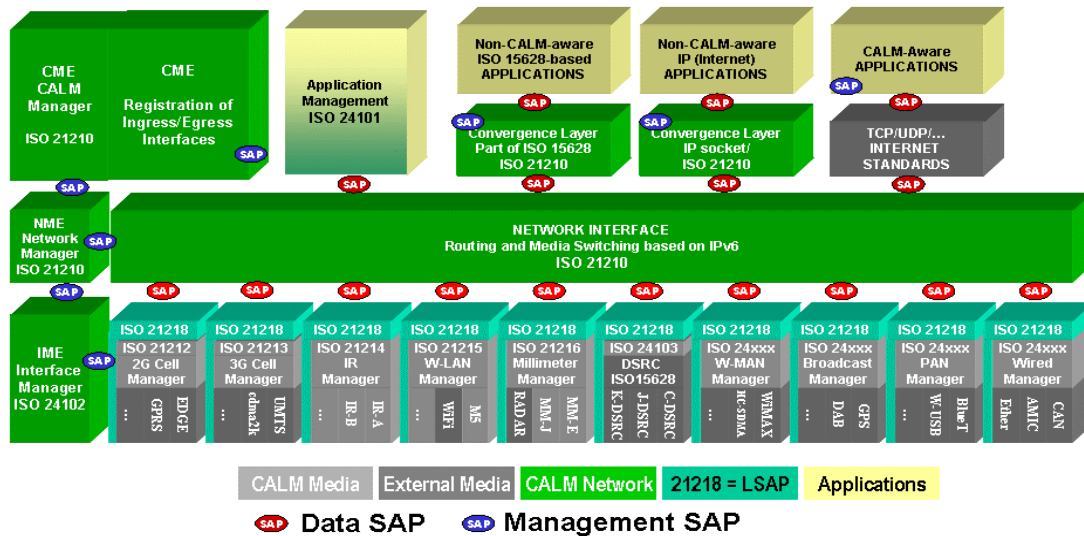 CME
CALM
Manager
ISO 21210
CME
Registration of
Ingress/Egress
Interfaces
SAP
Application
Management
ISO 24101
Non-CALM-aware
ISO 15628-based
APPLICATIONS
Non-CALM-aware
IP (Internet)
APPLICATIONS
CALM-Aware
APPLICATIONS
SAP
SAP
SAP
SAP
SAP
Convergence Layer
Part of ISO 15628
ISO 21210
SAP
Convergence Layer
IP socket/
ISO 21210
TCP/UDP/...
INTERNET
STANDARDS
SAP
SAP
SAP
SAP
SAP
NME
Network
Manager
ISO 21210
SAP
NETWORK INTERFACE
Routing and Media Switching based on IPv6
ISO 21210
SAP
SAP
SAP
SAP
SAP
SAP
SAP
SAP
SAP
SAP
SAP
IME
Interface
Manager
ISO 24102
SAP
ISO 21218
ISO 21212
2G Cell
Manager
...
GPRS
EDGE
ISO 21218
ISO 21213
3G Cell
Manager
...
cdma2k
UMTS
ISO 21218
ISO 21214
IR
Manager
...
IR-B
IR-A
ISO 21218
ISO 21215
W-LAN
Manager
...
WiFi
M5
ISO 21218
ISO 21216
Millimeter
Manager
RADAR
MM-J
MM-E
ISO 21218
ISO 24103
DSRC
ISO15628
K-DSRC
J-DSRC
C-DSRC
ISO 21218
ISO 24xxx
W-MAN
Manager
...
HC-SDMA
WiMAX
ISO 21218
ISO 24xxx
Broadcast
Manager
...
DAB
GPS
ISO 21218
ISO 24xxx
PAN
Manager
...
W-USB
BlueT
ISO 21218
ISO 24xxx
Wired
Manager
Ether
AMIC
CAN
CALM Media
External Media
CALM Network
21218 = LSAP
Applications
SAP Data SAP
SAP Management SAP